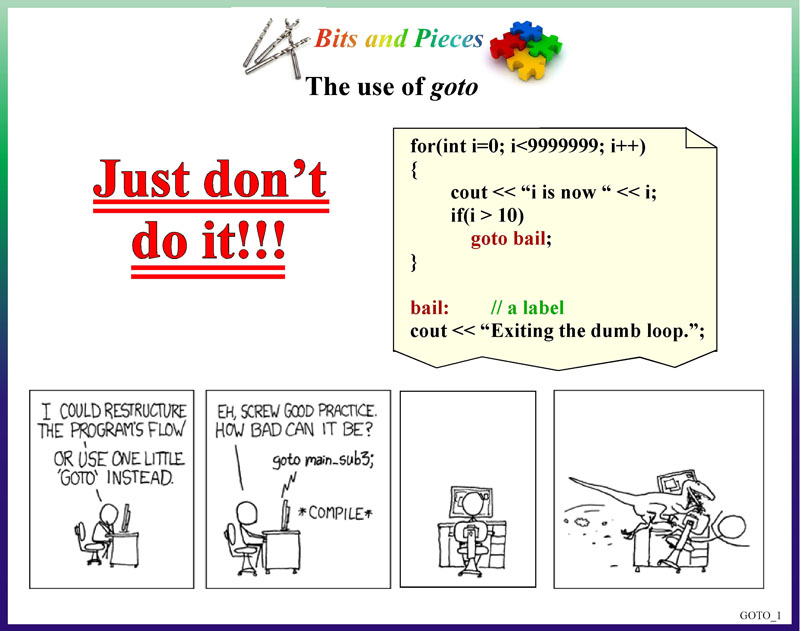 Bits and Pieces
The use of goto
Just don’t
do it!!!
for(int i=0; i<9999999; i++)
{
cout << “i is now “ << i;
if(i > 10)
goto bail;
}
bail: // a label
cout << “Exiting the dumb loop.”;
I COULD RESTRUCTURE
THE PROGRAM'S FLOW
OR USE ONE LITTLE
'GOTO' INSTEAD.
EH, SCREW GOOD PRACTICE.
HOW BAD CAN IT BE?
goto main_sub3;
*COMPILE*
GOTO_1